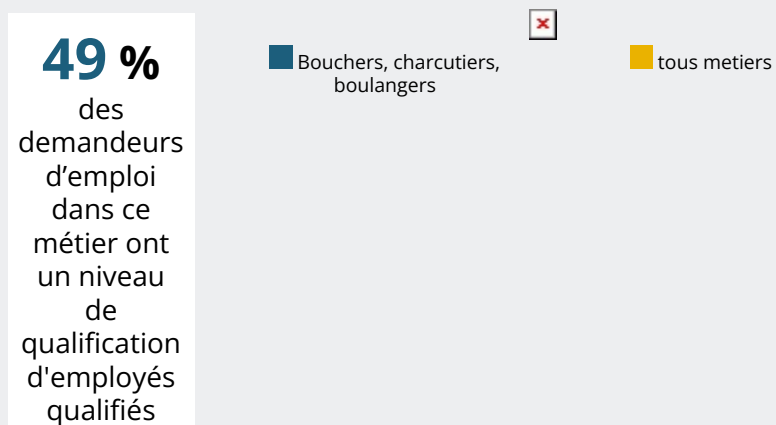 49 %
des
demandeurs
d’emploi
dans ce
métier ont
un niveau
de
qualification
d'employés
qualifiés
Bouchers, charcutiers,
boulangers
tous metiers